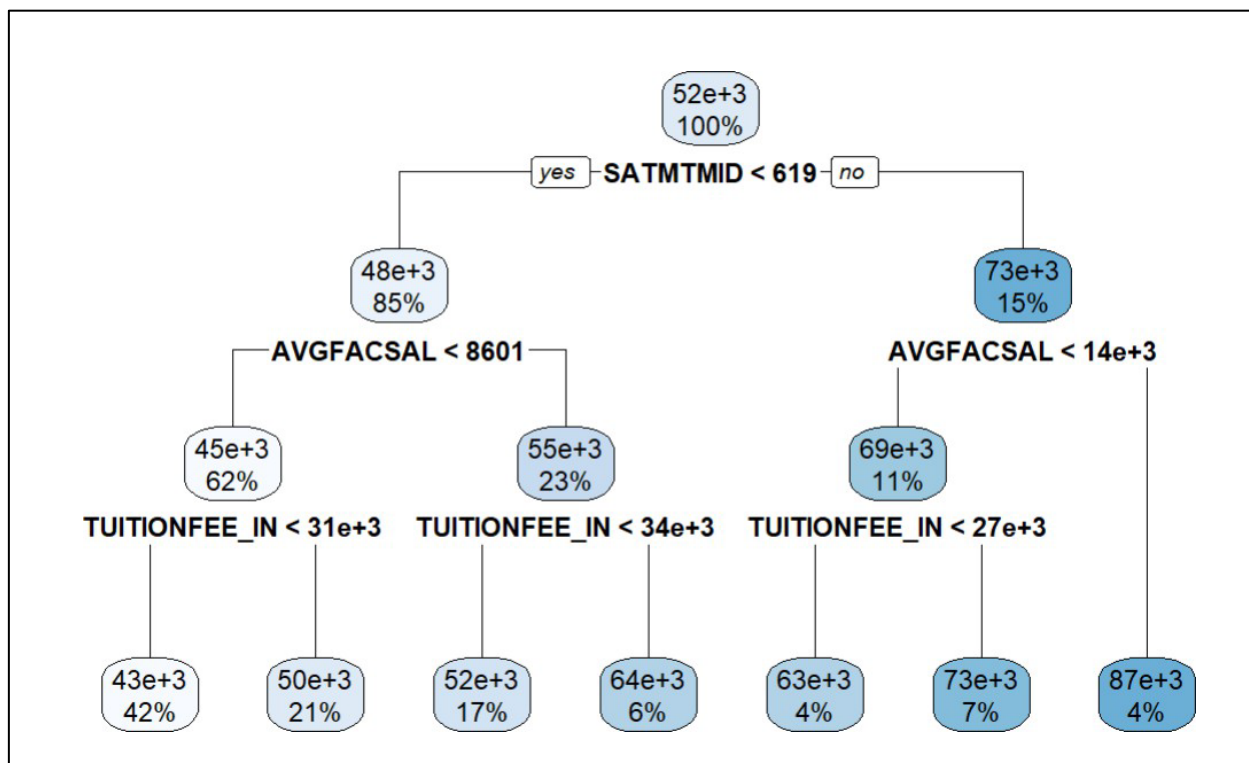 52e+3
100%
yes SATMTMID < 619 no
48e+3
85%
73e+3
15%
AVGFACSAL < 8601
AVGFACSAL < 14e+3
45e+3
62%
55e+3
23%
69e+3
11%
TUITIONFEE_IN < 31e+3
TUITIONFEE_IN < 34e+3
TUITIONFEE_IN < 27e+3
43e+3
42%
50e+3
21%
52e+3
17%
64e+3
6%
63e+3
4%
73e+3
7%
87e+3
4%